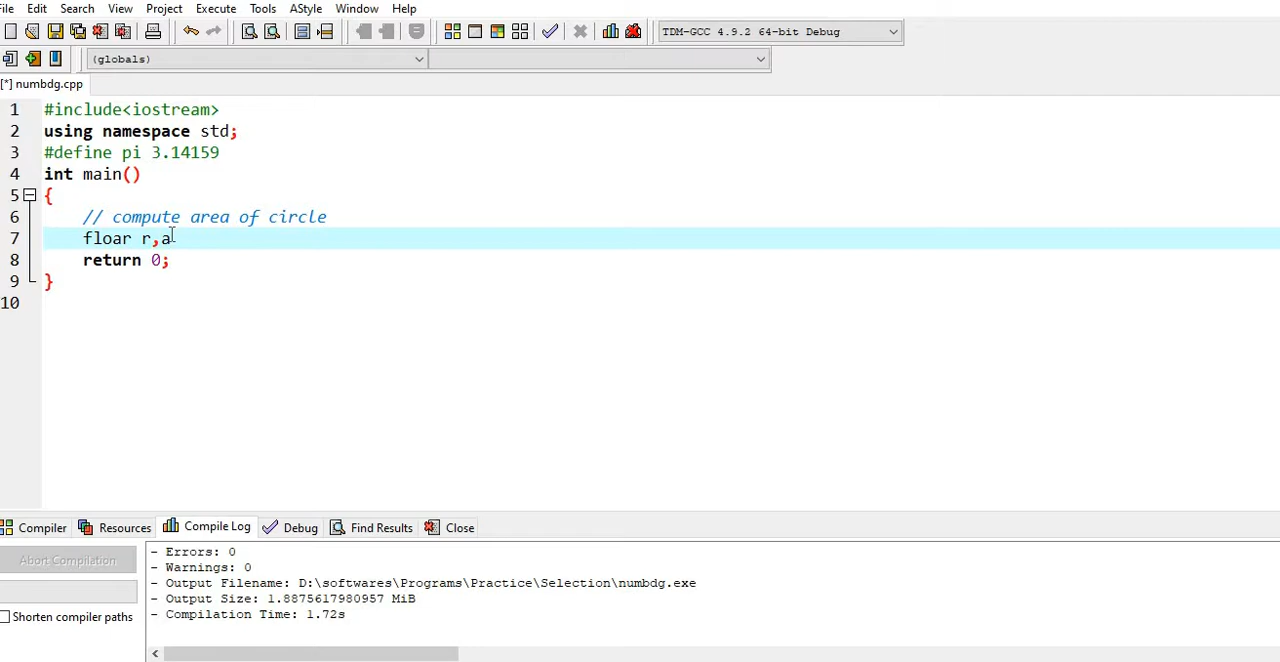 File Edit Search View Project Execute Tools AStyle Window Help
TDM-GCC 4.9.2 64-bit Debug
(globals)
[*] numbdg.cpp
1 #include<iostream>
2 using namespace std;
3 #define pi 3.14159
4 int main()
5 {
6 // compute area of circle
7 floar r,a
8 return 0;
9 }
10
Compiler Resources Compile Log Debug Find Results Close
Abort Compilation
Shorten compiler paths
- Errors: 0
- Warnings: 0
- Output Filename: D:\softwares\Programs\Practice\Selection\numbdg.exe
- Output Size: 1.8875617980957 MiB
- Compilation Time: 1.72s